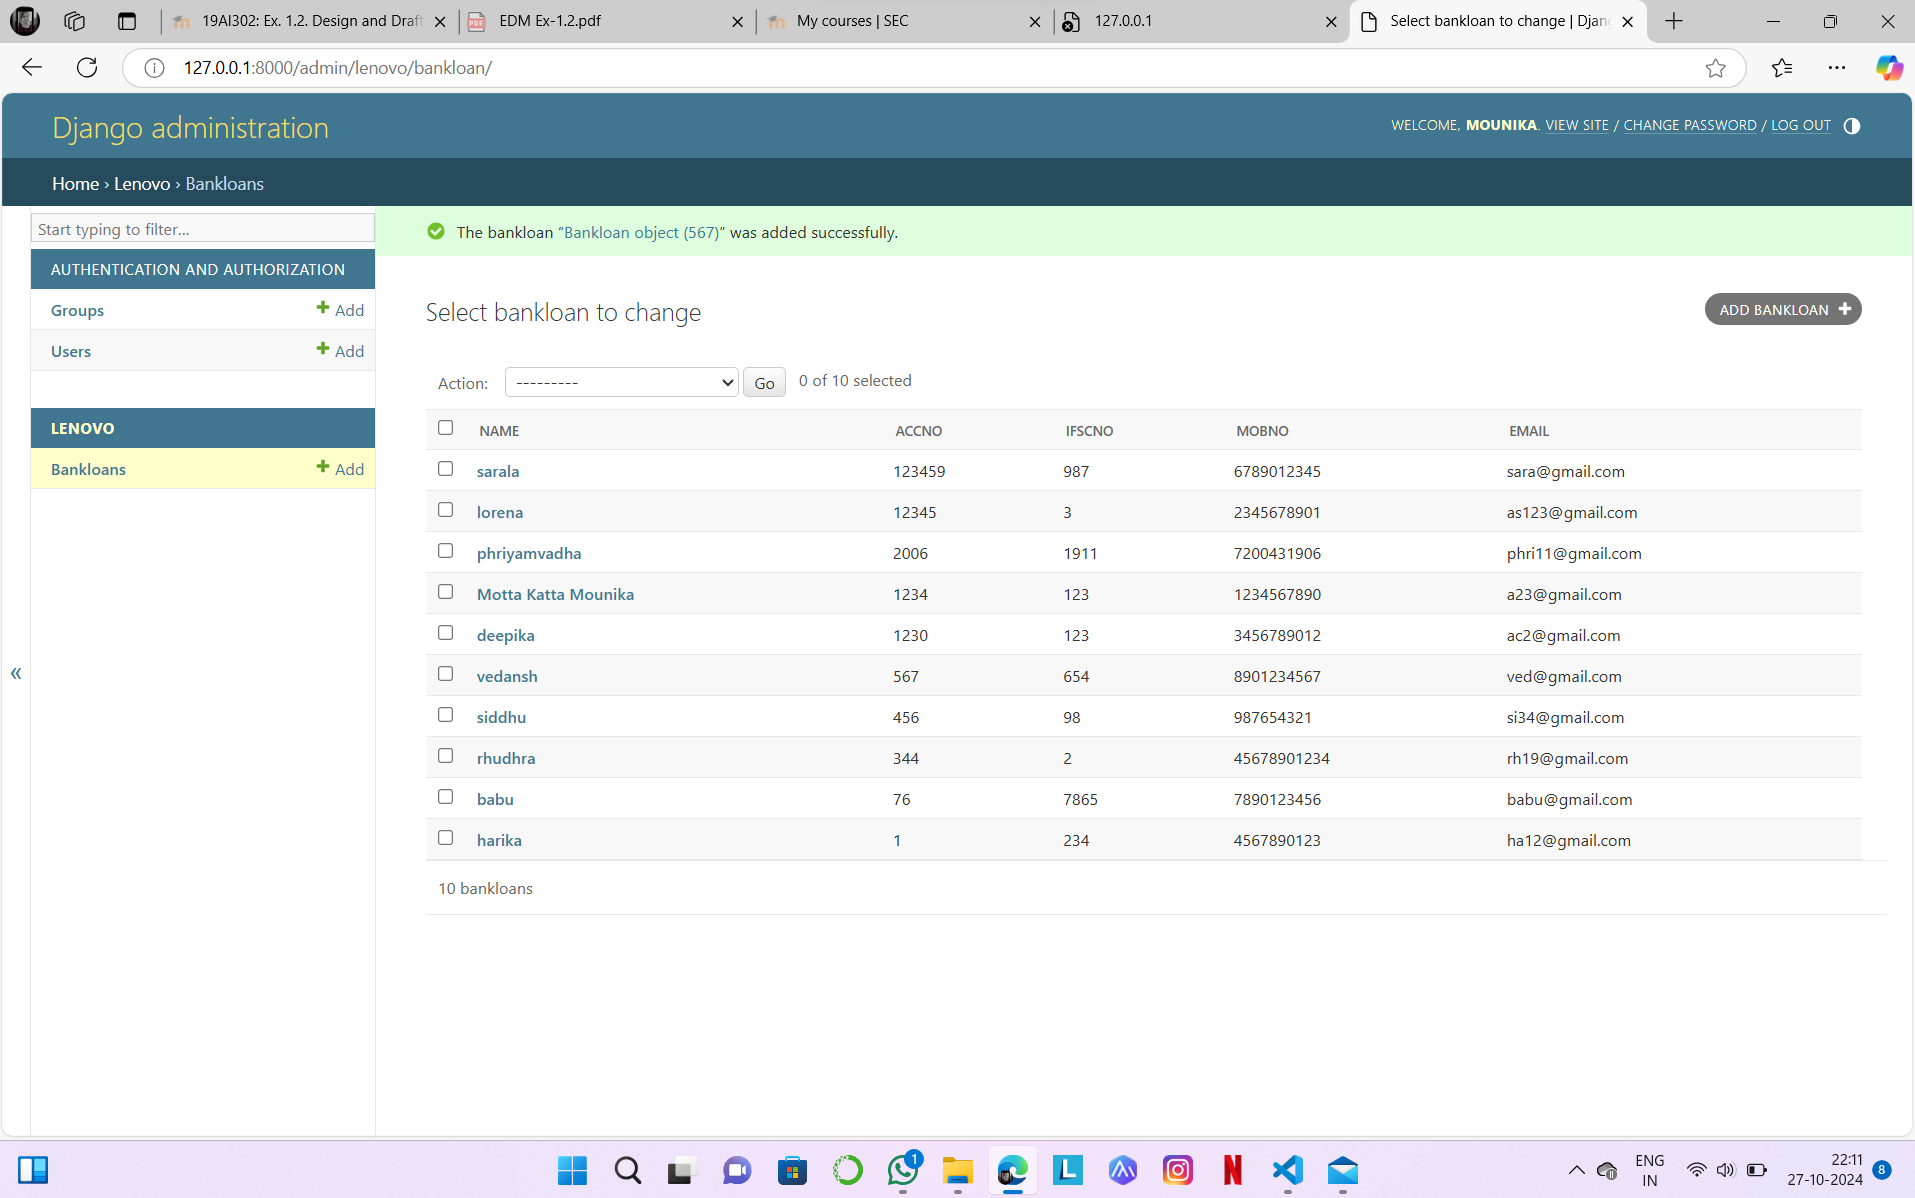 19AI302: Ex. 1.2. Design and Draft
EDM Ex-1.2.pdf
My courses | SEC
127.0.0.1
Select bankloan to change | Djan
127.0.0.1:8000/admin/lenovo/bankloan/
Django administration
WELCOME, MOUNIKA. VIEW SITE / CHANGE PASSWORD / LOG OUT
Home › Lenovo › Bankloans
Start typing to filter...
AUTHENTICATION AND AUTHORIZATION
Groups Add
Users Add
LENOVO
Bankloans Add
The bankloan “Bankloan object (567)” was added successfully.
Select bankloan to change
ADD BANKLOAN
Action: --------- Go 0 of 10 selected
NAME ACCNO IFSCNO MOBNO EMAIL
sarala 123459 987 6789012345 sara@gmail.com
lorena 12345 3 2345678901 as123@gmail.com
phriyamvadha 2006 1911 7200431906 phri11@gmail.com
Motta Katta Mounika 1234 123 1234567890 a23@gmail.com
deepika 1230 123 3456789012 ac2@gmail.com
vedansh 567 654 8901234567 ved@gmail.com
siddhu 456 98 987654321 si34@gmail.com
rhudhra 344 2 45678901234 rh19@gmail.com
babu 76 7865 7890123456 babu@gmail.com
harika 1 234 4567890123 ha12@gmail.com
10 bankloans
«
1
L
N
ENG
IN
22:11
27-10-2024
8